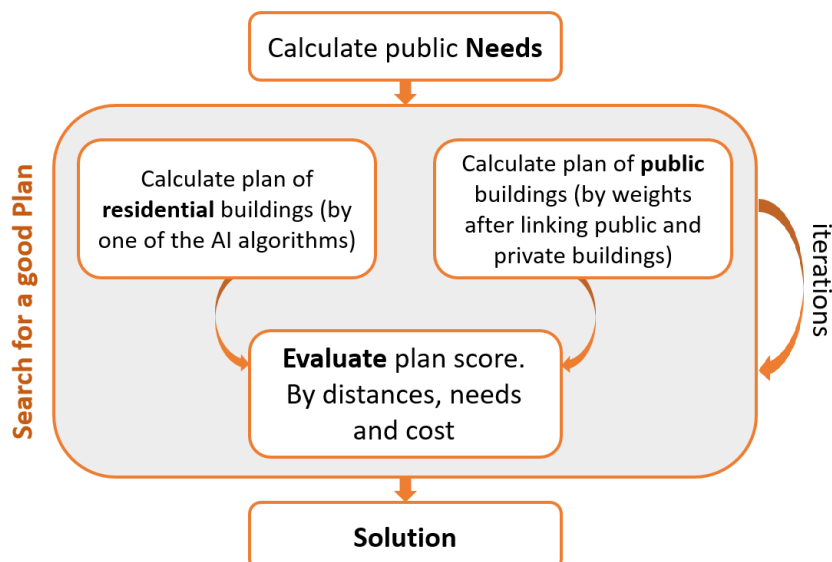 Calculate public Needs
Search for a good Plan
Calculate plan of
residential buildings (by
one of the AI algorithms)
Calculate plan of public
buildings (by weights
after linking public and
private buildings)
iterations
Evaluate plan score.
By distances, needs
and cost
Solution